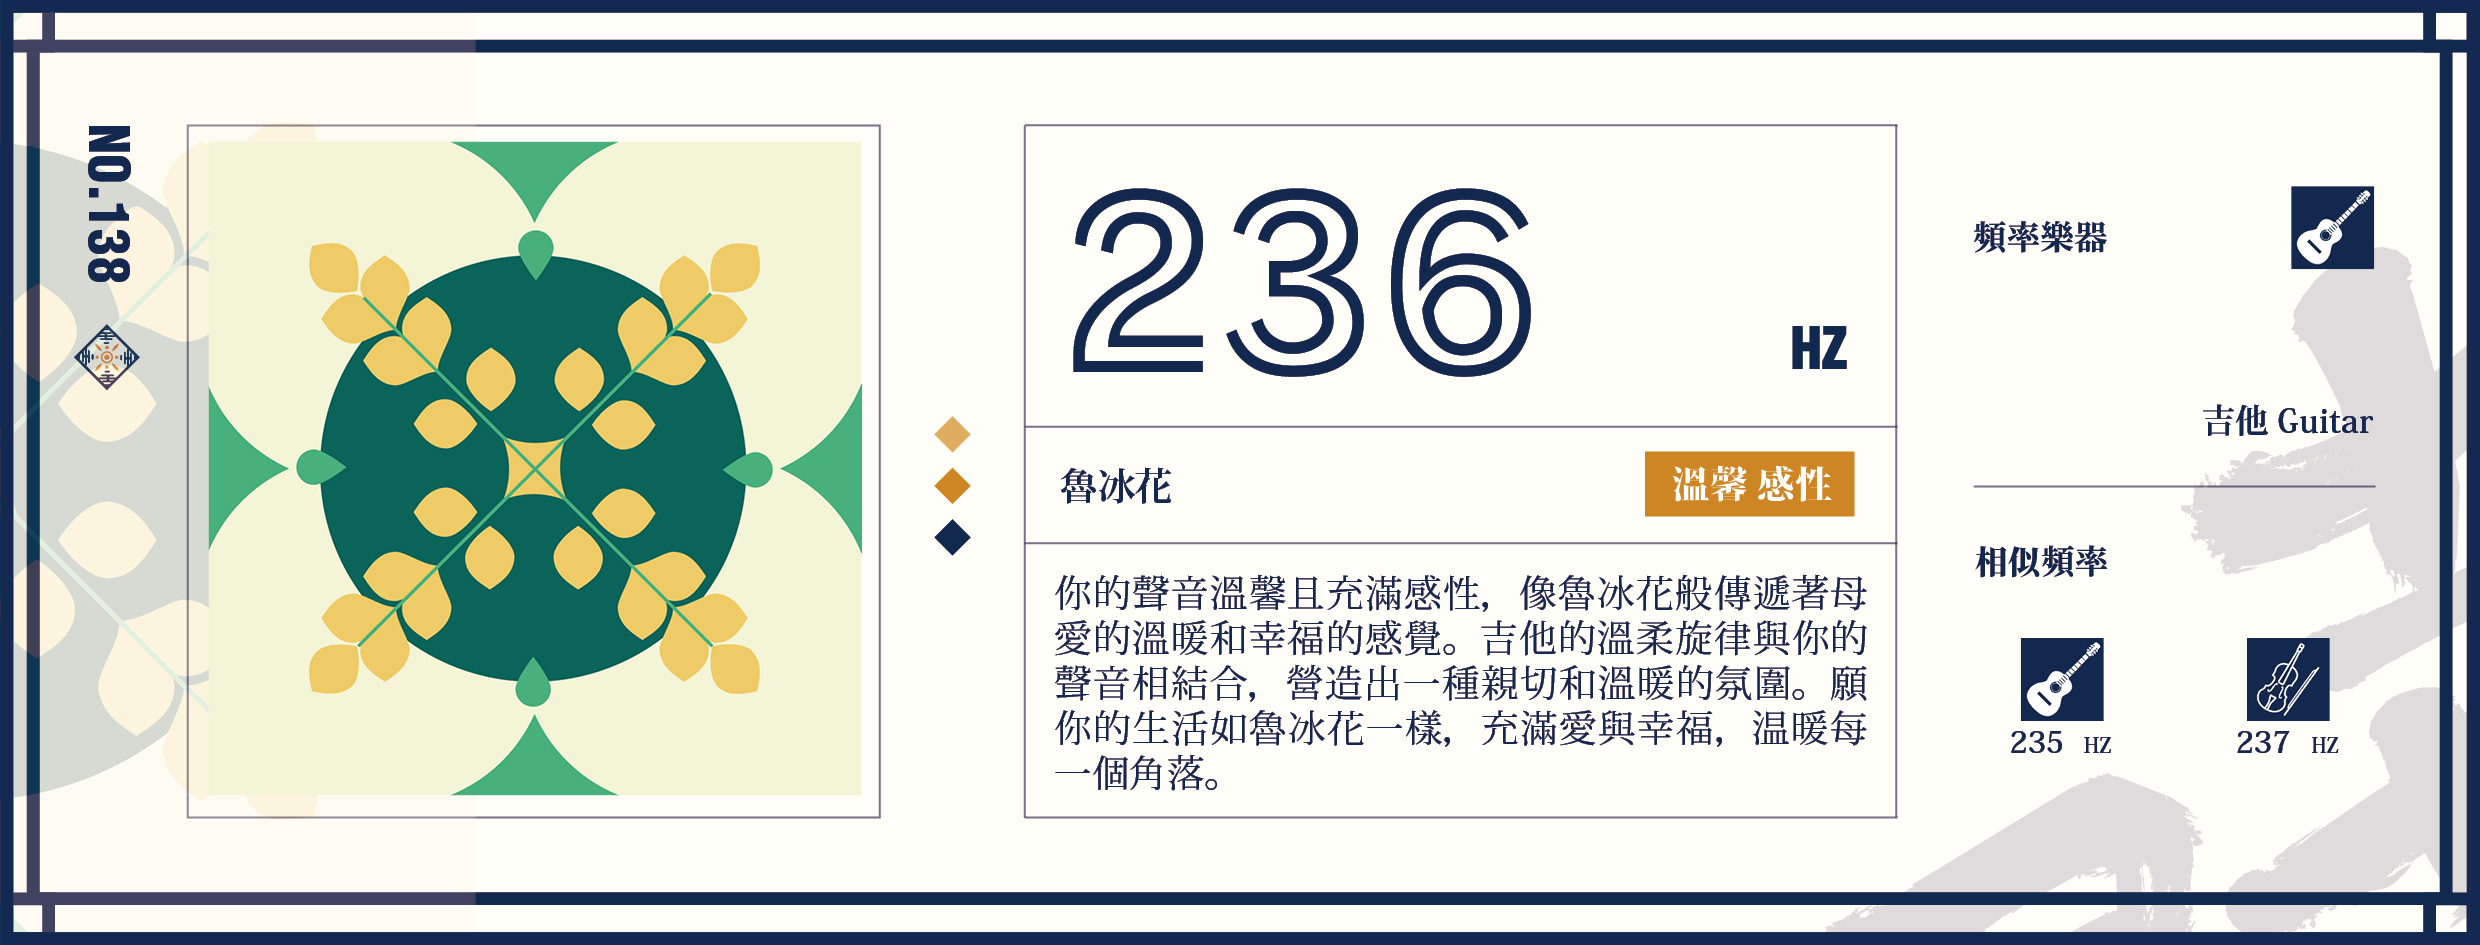 NO.138
236
HZ
魯冰花
溫馨 感性
你的聲音溫馨且充滿感性，像魯冰花般傳遞著母
愛的溫暖和幸福的感覺。吉他的溫柔旋律與你的
聲音相結合，營造出一種親切和溫暖的氛圍。願
你的生活如魯冰花一樣，充滿愛與幸福，溫暖每
一個角落。
頻率樂器
吉他 Guitar
相似頻率
235 HZ
237 HZ